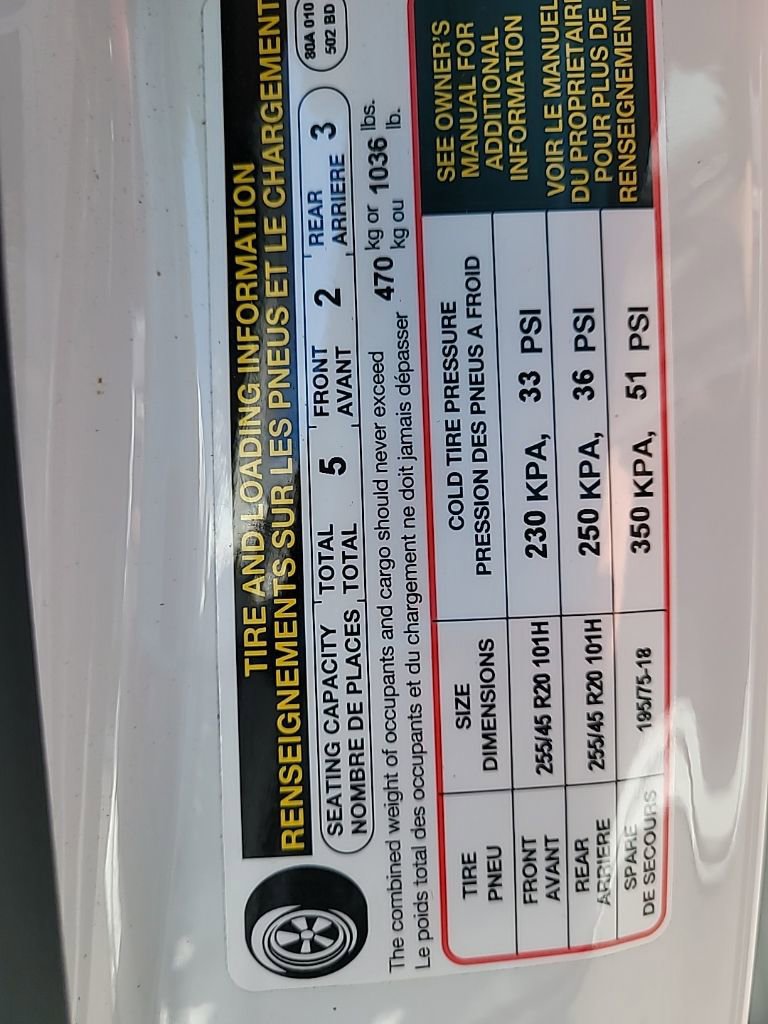 TIRE AND LOADING INFORMATION
RENSEIGNEMENTS SUR LES PNEUS ET LE CHARGEMENT
SEATING CAPACITY TOTAL 5 FRONT 2 REAR 3
NOMBRE DE PLACES TOTAL AVANT ARRIERE
80A 010
502 BD
The combined weight of occupants and cargo should never exceed 470 kg or 1036 lbs.
Le poids total des occupants et du chargement ne doit jamais dépasser kg ou lb.
TIRE SIZE COLD TIRE PRESSURE
PNEU DIMENSIONS PRESSION DES PNEUS A FROID
FRONT 255/45 R20 101H 230 KPA, 33 PSI
AVANT
REAR 255/45 R20 101H 250 KPA, 36 PSI
ARRIERE
SPARE 195/75-18 350 KPA, 51 PSI
DE SECOURS
SEE OWNER'S
MANUAL FOR
ADDITIONAL
INFORMATION
VOIR LE MANUEL
DU PROPRIETAIRE
POUR PLUS DE
RENSEIGNEMENT